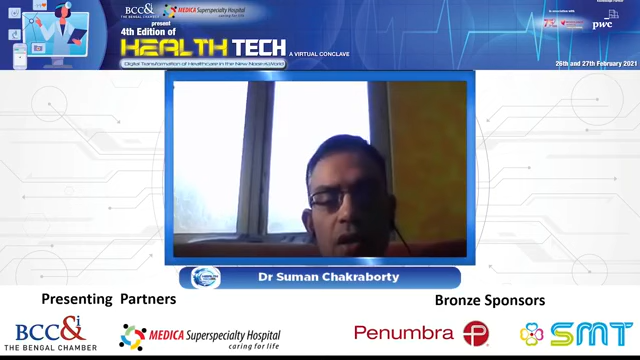 BCC&i
THE BENGAL CHAMBER
MEDICA Superspecialty Hospital
caring for life
present
4th Edition of
HEALTH TECH
A VIRTUAL CONCLAVE
Digital Transformation of Healthcare in the New Normal World
pwc
26th and 27th February 2021
Dr Suman Chakraborty
Presenting Partners
Bronze Sponsors
BCC&i
THE BENGAL CHAMBER
MEDICA Superspecialty Hospital
caring for life
Penumbra P
SMT